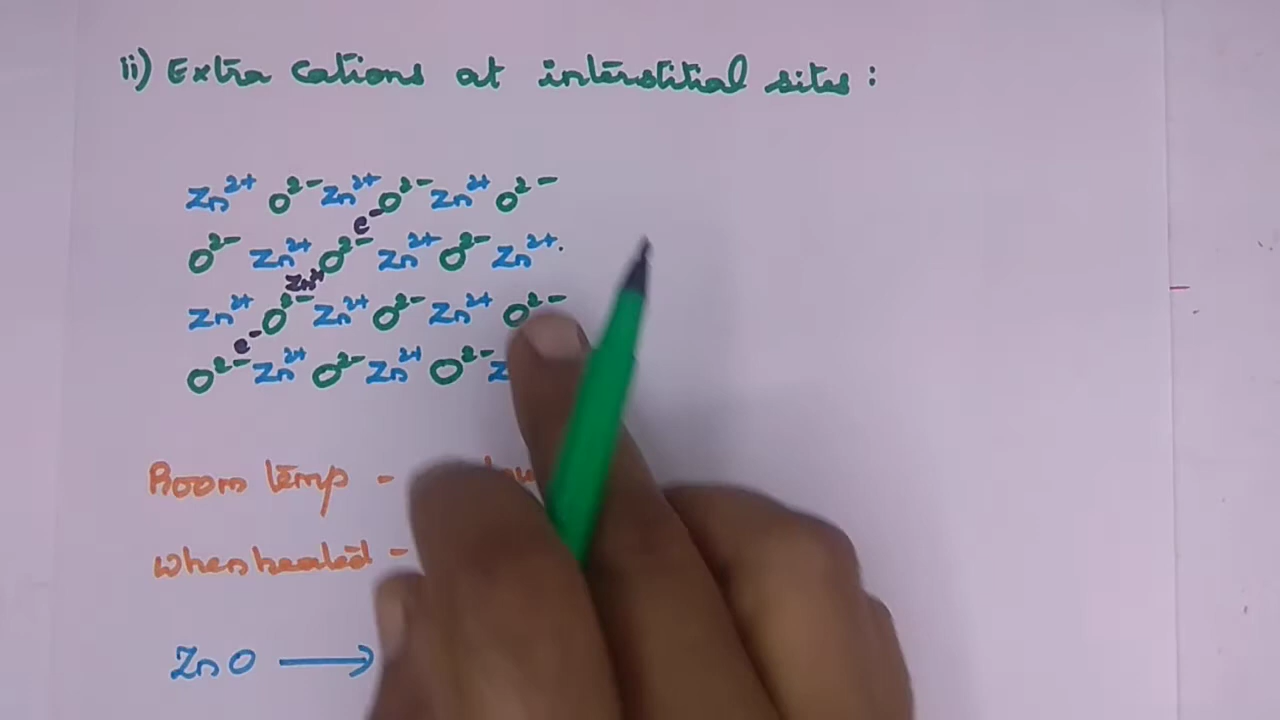 ii) Extra cations at interstitial sites :
Zn²⁺ O²⁻ Zn²⁺ O²⁻ Zn²⁺ O²⁻
e⁻
O²⁻ Zn²⁺ O²⁻ Zn²⁺ O²⁻ Zn²⁺.
Zn²⁺
Zn²⁺ O²⁻ Zn²⁺ O²⁻ Zn²⁺ O²⁻
e⁻
O²⁻ Zn²⁺ O²⁻ Zn²⁺ O²⁻
Room temp -
When heated -
ZnO ⟶